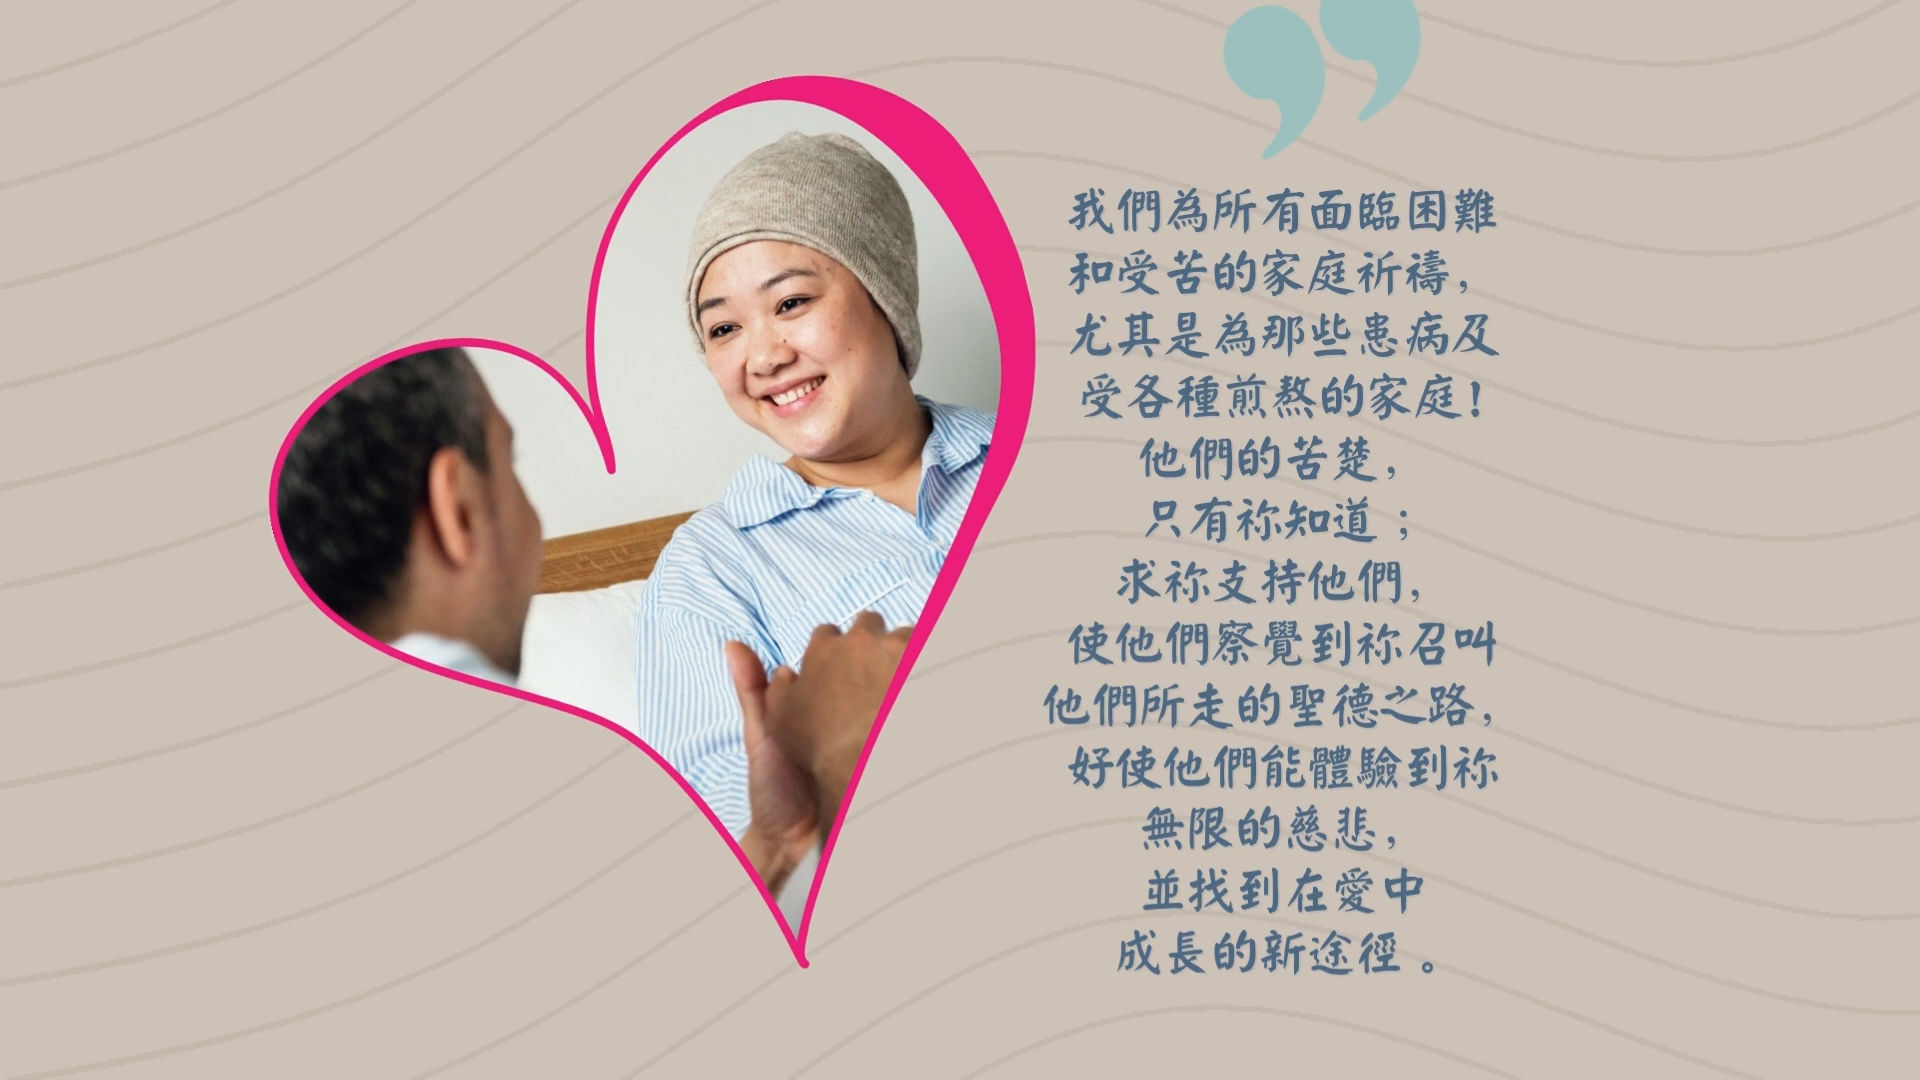 我們為所有面臨困難
和受苦的家庭祈禱，
尤其是為那些患病及
受各種煎熬的家庭！
他們的苦楚，
只有祢知道；
求祢支持他們，
使他們察覺到祢召叫
他們所走的聖德之路，
好使他們能體驗到祢
無限的慈悲，
並找到在愛中
成長的新途徑。